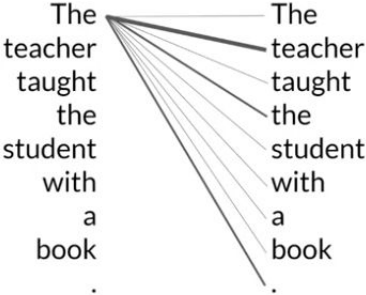 The The
teacher teacher
taught taught
the the
student student
with with
a a
book book
. .